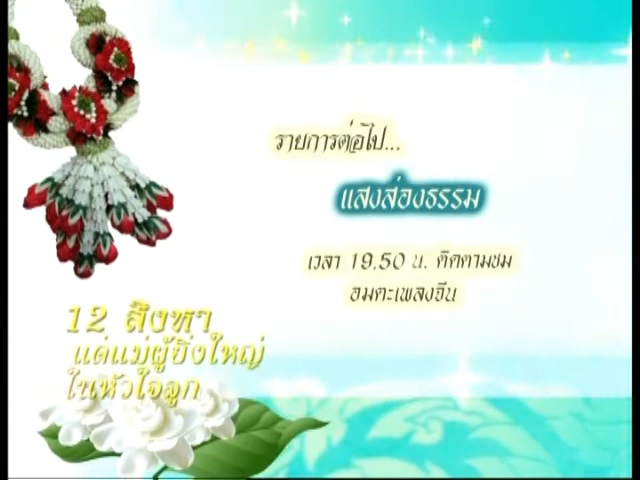 รายการต่อไป...
แสงส่องธรรม
เวลา 19.50 น. ติดตามชม
อมตะเพลงจีน
12 สิงหา
แด่แม่ผู้ยิ่งใหญ่
ในหัวใจลูก